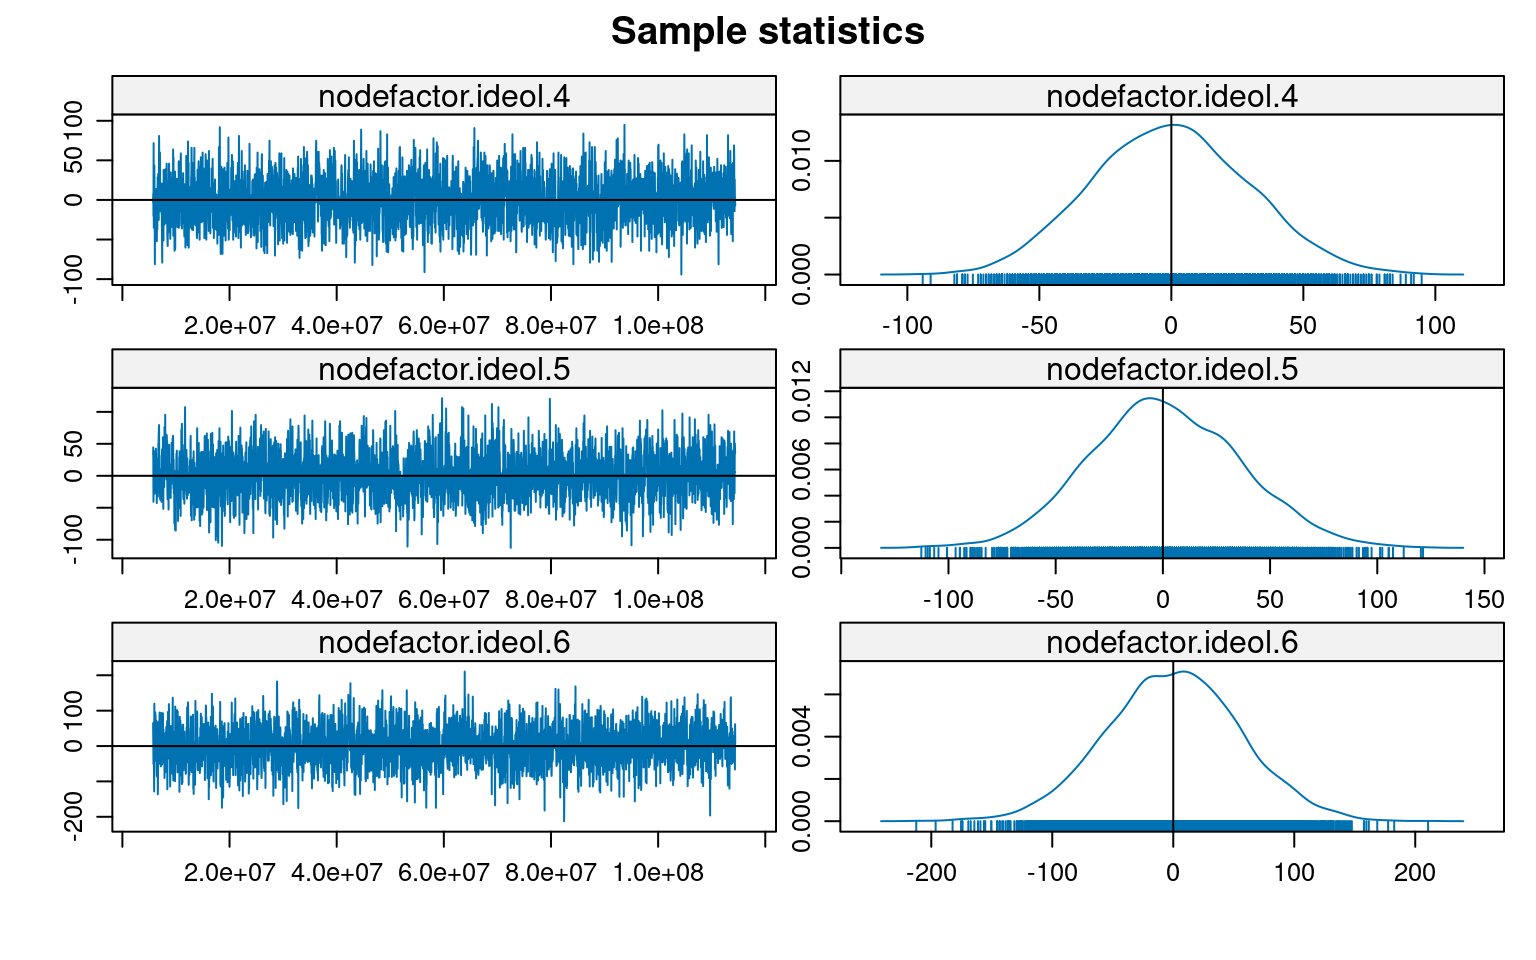 Sample statistics
nodefactor.ideol.4
nodefactor.ideol.4
100
50
0
-100
2.0e+07 4.0e+07 6.0e+07 8.0e+07 1.0e+08
0.010
0.000
-100 -50 0 50 100
nodefactor.ideol.5
nodefactor.ideol.5
50
0
-100
2.0e+07 4.0e+07 6.0e+07 8.0e+07 1.0e+08
0.012
0.006
0.000
-100 -50 0 50 100 150
nodefactor.ideol.6
nodefactor.ideol.6
100
0
-200
2.0e+07 4.0e+07 6.0e+07 8.0e+07 1.0e+08
0.004
0.000
-200 -100 0 100 200